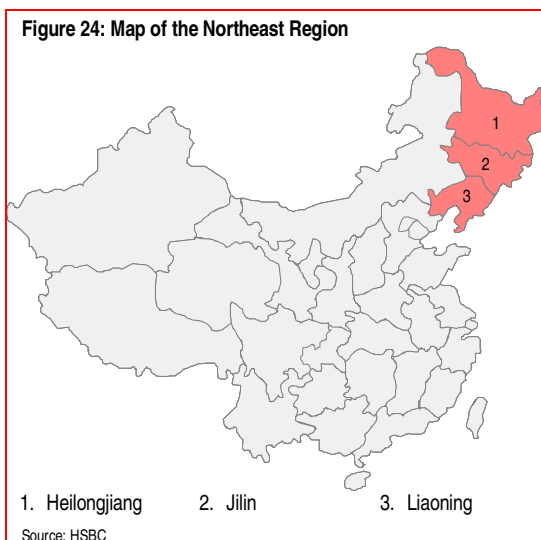 Figure 24: Map of the Northeast Region
1
2
3
1. Heilongjiang 2. Jilin 3. Liaoning
Source: HSBC